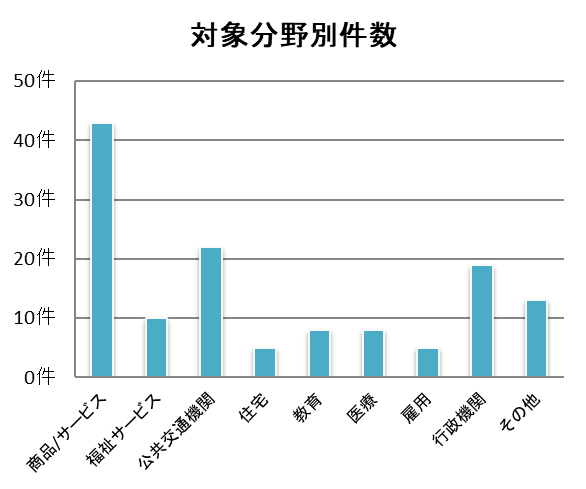 対象分野別件数
50件
40件
30件
20件
10件
0件
商品/サービス
福祉サービス
公共交通機関
住宅
教育
医療
雇用
行政機関
その他